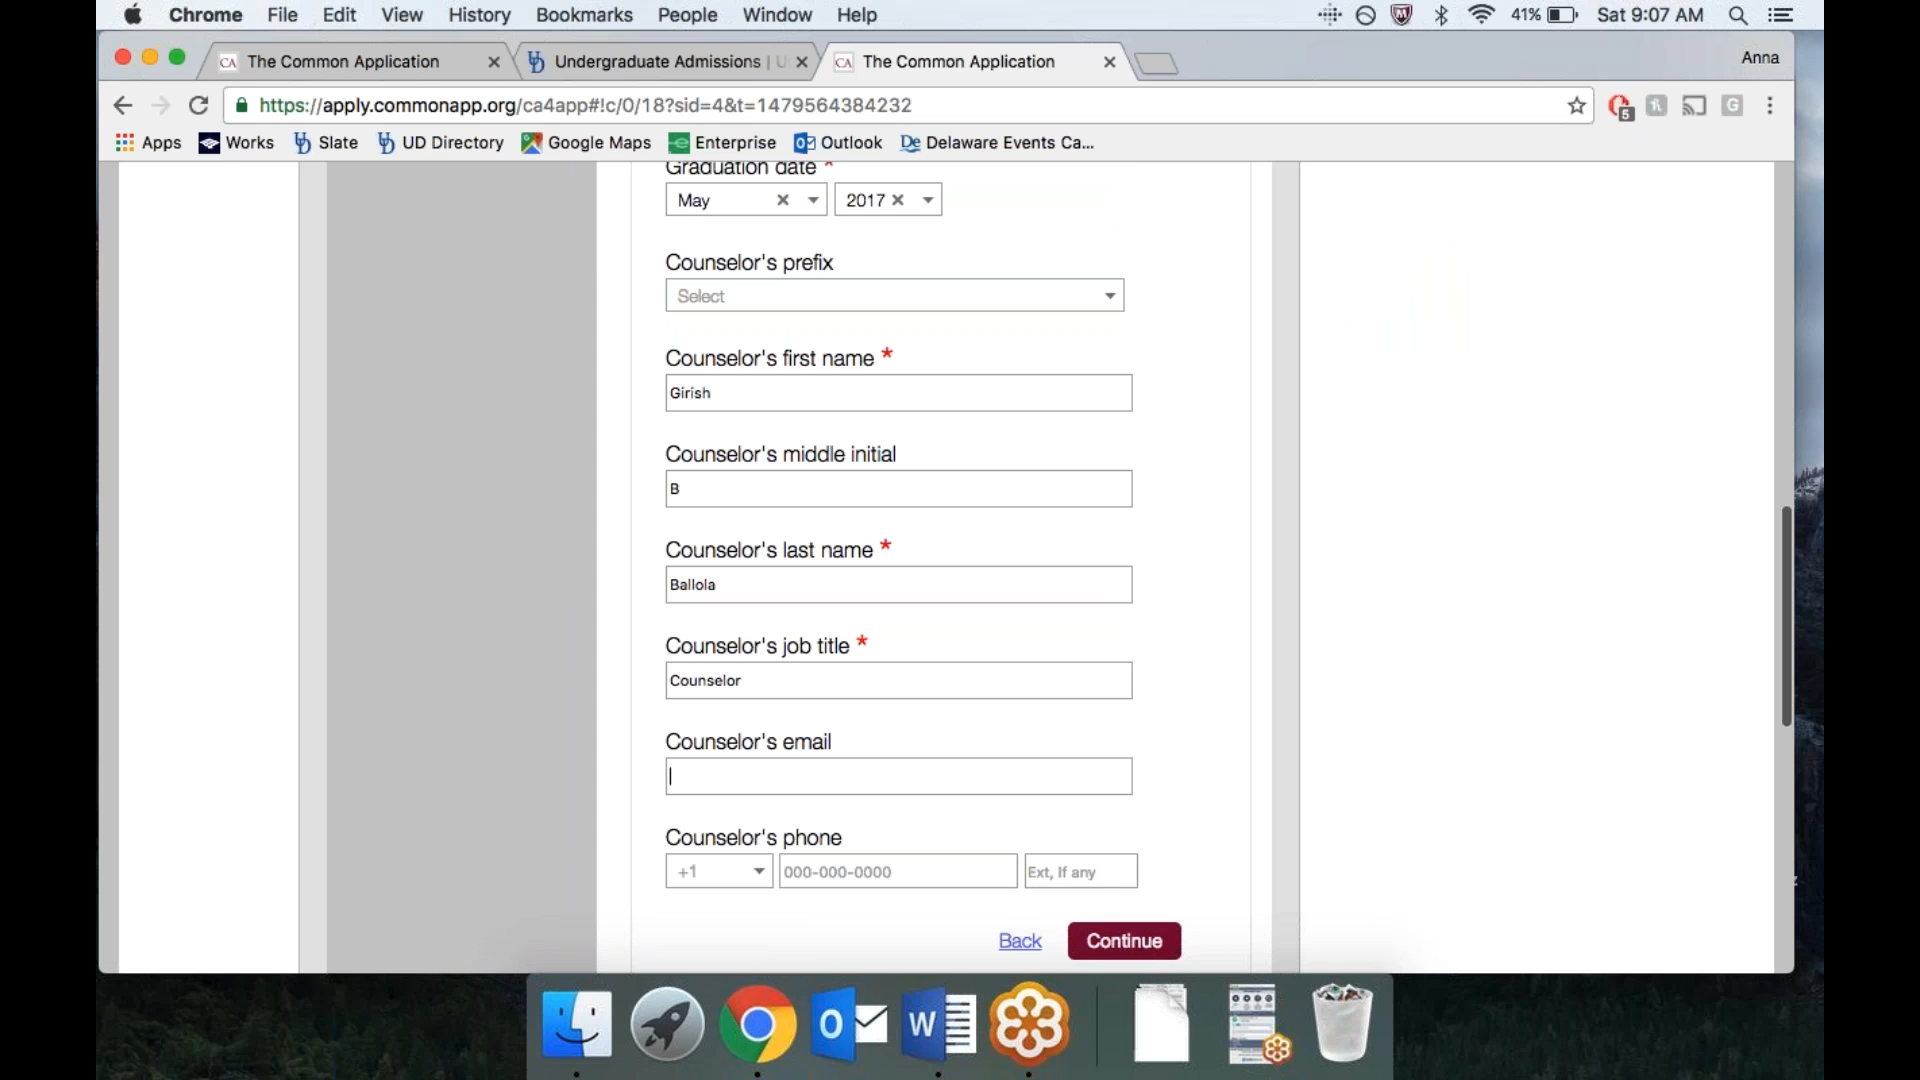 Chrome File Edit View History Bookmarks People Window Help 41% Sat 9:07 AM
CA The Common Application Undergraduate Admissions | U CA The Common Application Anna
https://apply.commonapp.org/ca4app#!c/0/18?sid=4&t=1479564384232 5 G
Apps Works Slate UD Directory Google Maps Enterprise Outlook De Delaware Events Ca...
Graduation date *
May 2017
Counselor's prefix
Select
Counselor's first name *
Girish
Counselor's middle initial
B
Counselor's last name *
Ballola
Counselor's job title *
Counselor
Counselor's email
Counselor's phone
+1 000-000-0000 Ext, If any
Back Continue
O W